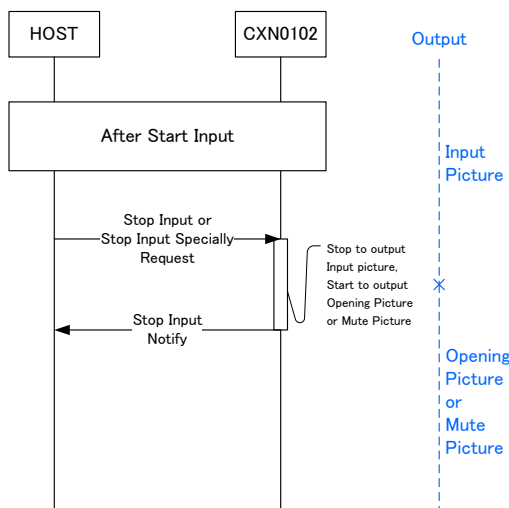 HOST
CXN0102
Output
After Start Input
Input
Picture
Stop Input or
Stop Input Specially
Request
Stop to output
Input picture,
Start to output
Opening Picture
or Mute Picture
Stop Input
Notify
Opening
Picture
or
Mute
Picture